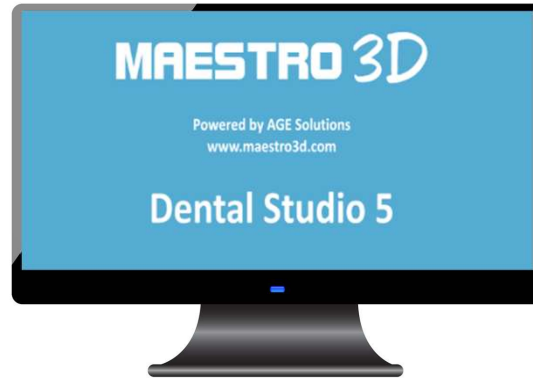 MAESTRO 3D
Powered by AGE Solutions
www.maestro3d.com
Dental Studio 5